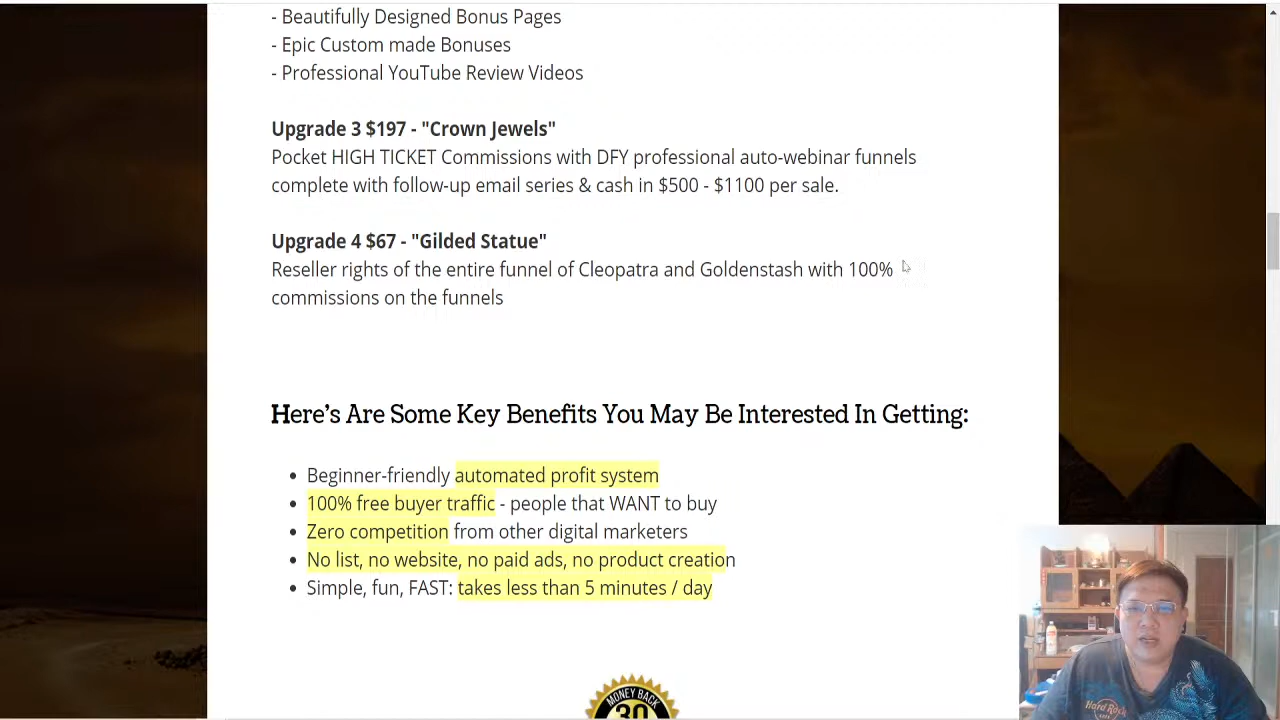 - Beautifully Designed Bonus Pages
- Epic Custom made Bonuses
- Professional YouTube Review Videos
Upgrade 3 $197 - "Crown Jewels"
Pocket HIGH TICKET Commissions with DFY professional auto-webinar funnels
complete with follow-up email series & cash in $500 - $1100 per sale.
Upgrade 4 $67 - "Gilded Statue"
Reseller rights of the entire funnel of Cleopatra and Goldenstash with 100%
commissions on the funnels
Here's Are Some Key Benefits You May Be Interested In Getting:
• Beginner-friendly automated profit system
• 100% free buyer traffic - people that WANT to buy
• Zero competition from other digital marketers
• No list, no website, no paid ads, no product creation
• Simple, fun, FAST: takes less than 5 minutes / day
MONEY BACK
30
Hard Rock